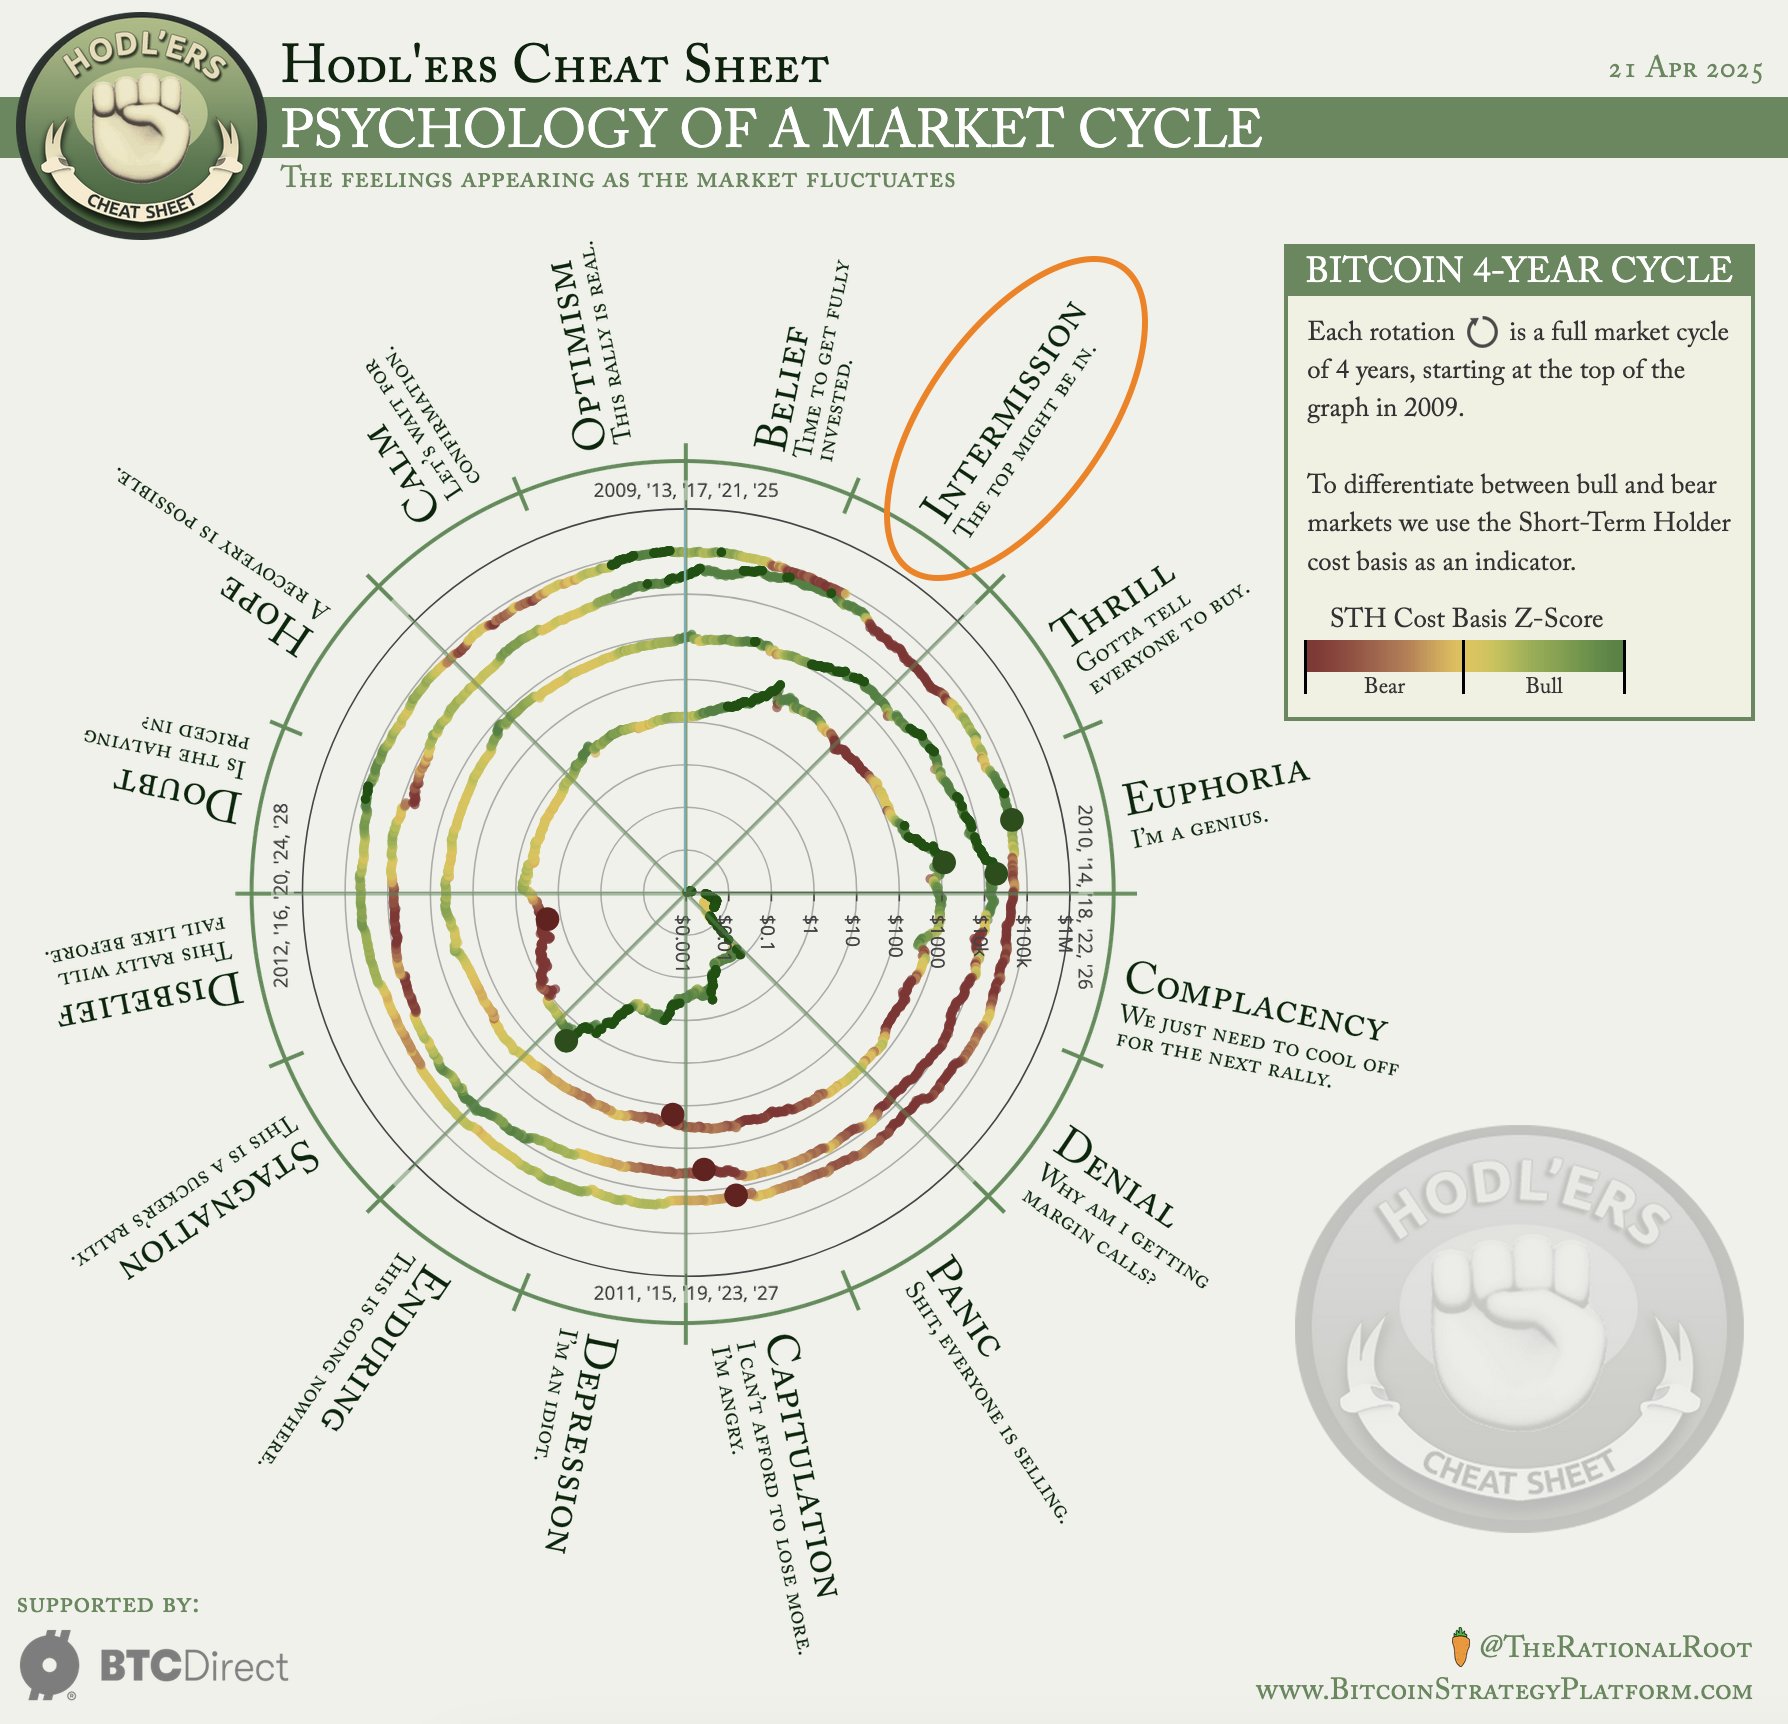 HODL'ERS
CHEAT SHEET
Hodl'ers Cheat Sheet
21 Apr 2025
PSYCHOLOGY OF A MARKET CYCLE
The feelings appearing as the market fluctuates
BITCOIN 4-YEAR CYCLE
Each rotation is a full market cycle
of 4 years, starting at the top of the
graph in 2009.
To differentiate between bull and bear
markets we use the Short-Term Holder
cost basis as an indicator.
STH Cost Basis Z-Score
Bear
Bull
Optimism
This rally is real.
Belief
Time to get fully
invested.
Intermission
The top might be in.
Thrill
Gotta tell
everyone to buy.
Euphoria
I'm a genius.
Complacency
We just need to cool off
for the next rally.
Denial
Why am I getting
margin calls?
Panic
Shit, everyone is selling.
Capitulation
I can't afford to lose more.
I'm angry.
Depression
I'm an idiot.
Enduring
This is going nowhere.
Stagnation
This is a sucker's rally.
Disbelief
This rally will
fail like before.
Doubt
Is the halving
priced in?
Hope
A recovery is possible.
Calm
Let's wait for
confirmation.
2009, '13, '17, '21, '25
2010, '14, '18, '22, '26
2011, '15, '19, '23, '27
2012, '16, '20, '24, '28
$0.001
$0.01
$0.1
$1
$10
$100
$1000
$10k
$100k
$1M
HODL'ERS
CHEAT SHEET
supported by:
BTCDirect
@TheRationalRoot
www.BitcoinStrategyPlatform.com